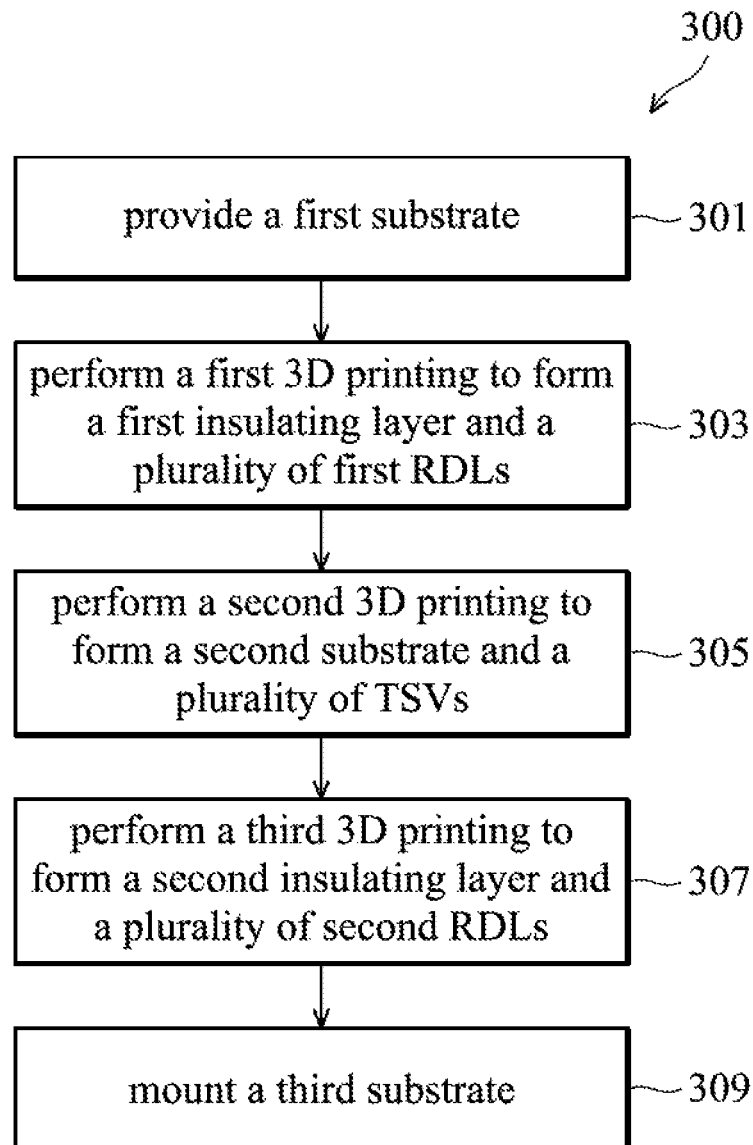 300
provide a first substrate
301
perform a first 3D printing to form
a first insulating layer and a
plurality of first RDLs
303
perform a second 3D printing to
form a second substrate and a
plurality of TSVs
305
perform a third 3D printing to
form a second insulating layer and
a plurality of second RDLs
307
mount a third substrate
309